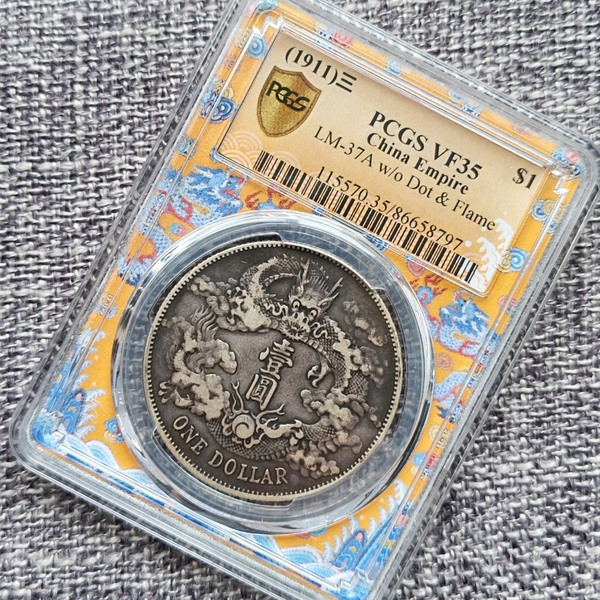 (1911)三
PCGS VF35
China Empire
LM-37A w/o Dot & Flame
$1
115570.35/86658797
PCGS
壹圓
ONE DOLLAR